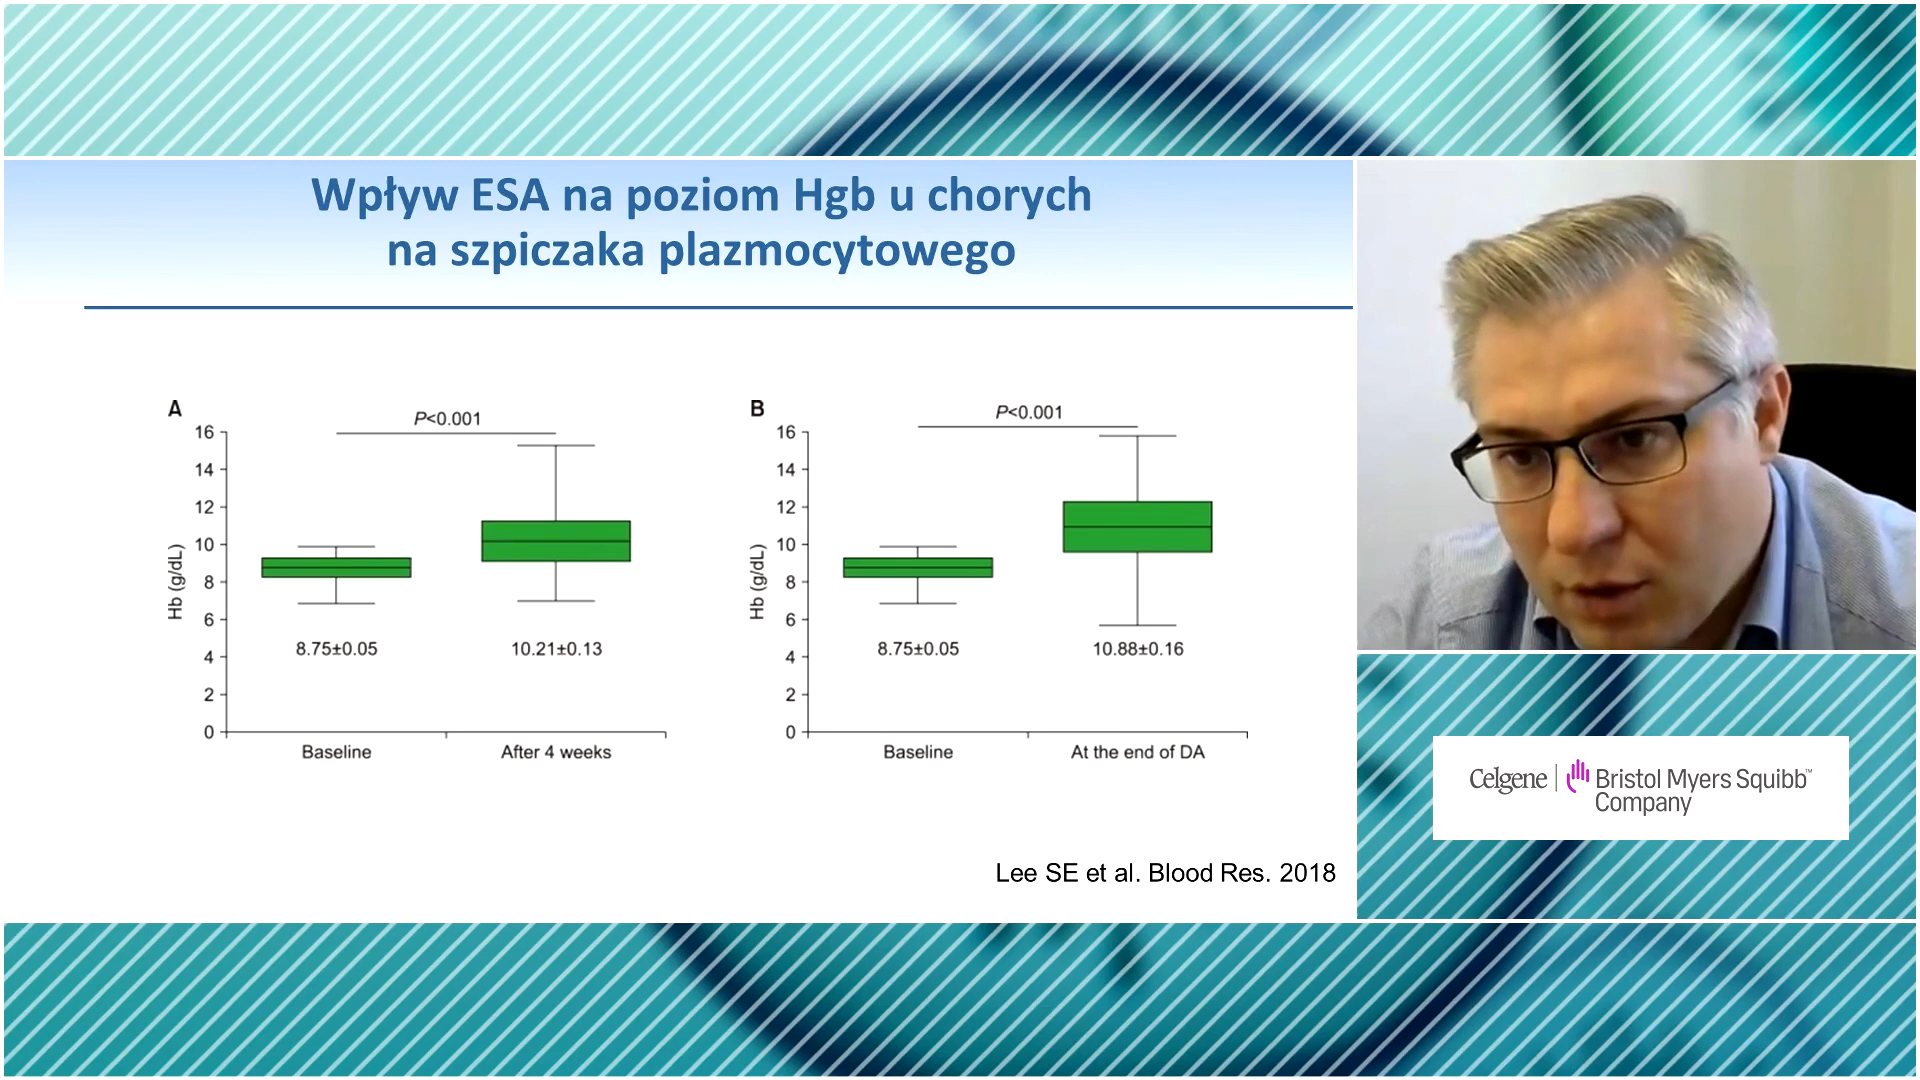 Wpływ ESA na poziom Hgb u chorych
na szpiczaka plazmocytowego
A
P<0.001
16
14
12
10
8
6
4
2
0
Hb (g/dL)
8.75±0.05
10.21±0.13
Baseline
After 4 weeks
B
P<0.001
16
14
12
10
8
6
4
2
0
Hb (g/dL)
8.75±0.05
10.88±0.16
Baseline
At the end of DA
Lee SE et al. Blood Res. 2018
Celgene | Bristol Myers Squibb™
Company